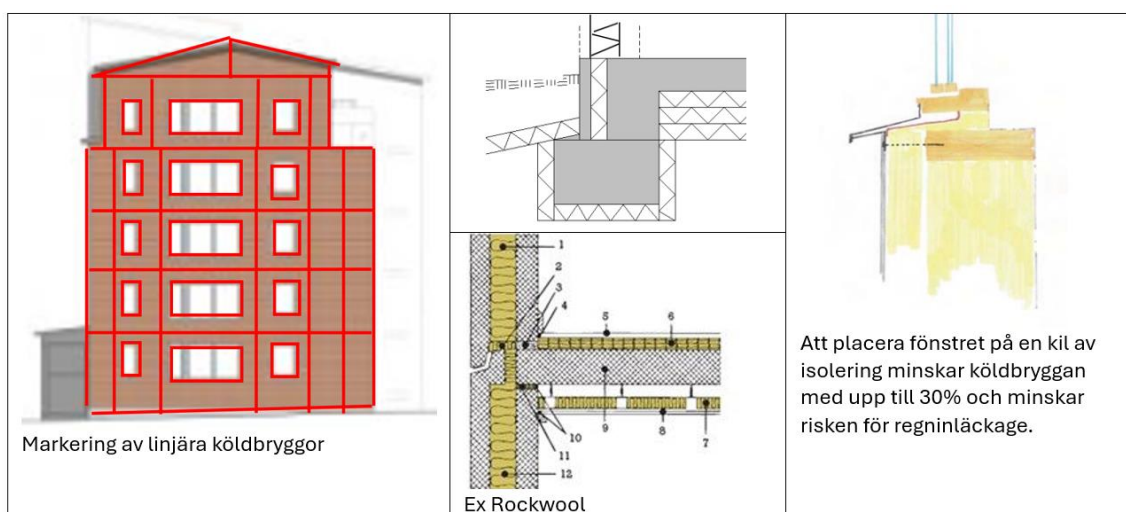 Markering av linjära köldbryggor
1
2
3
4
5
6
9
8
7
10
11
12
Ex Rockwool
Att placera fönstret på en kil av
isolering minskar köldbryggan
med upp till 30% och minskar
risken för regninläckage.